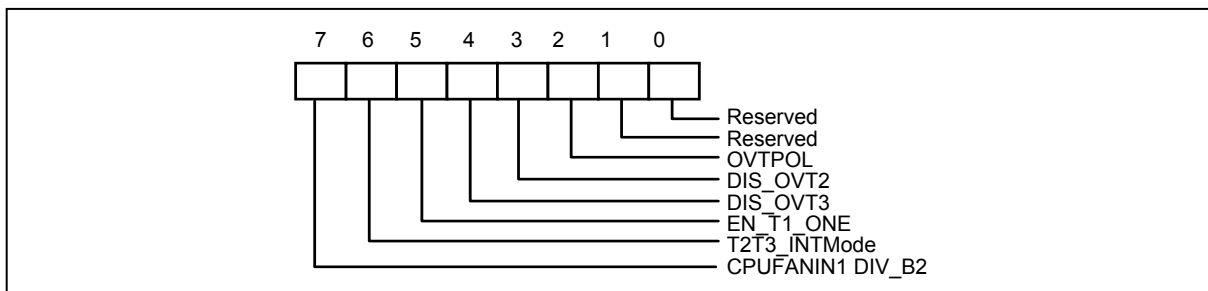 7 6 5 4 3 2 1 0
Reserved
Reserved
OVTPOL
DIS_OVT2
DIS_OVT3
EN_T1_ONE
T2T3_INTMode
CPUFANIN1 DIV_B2